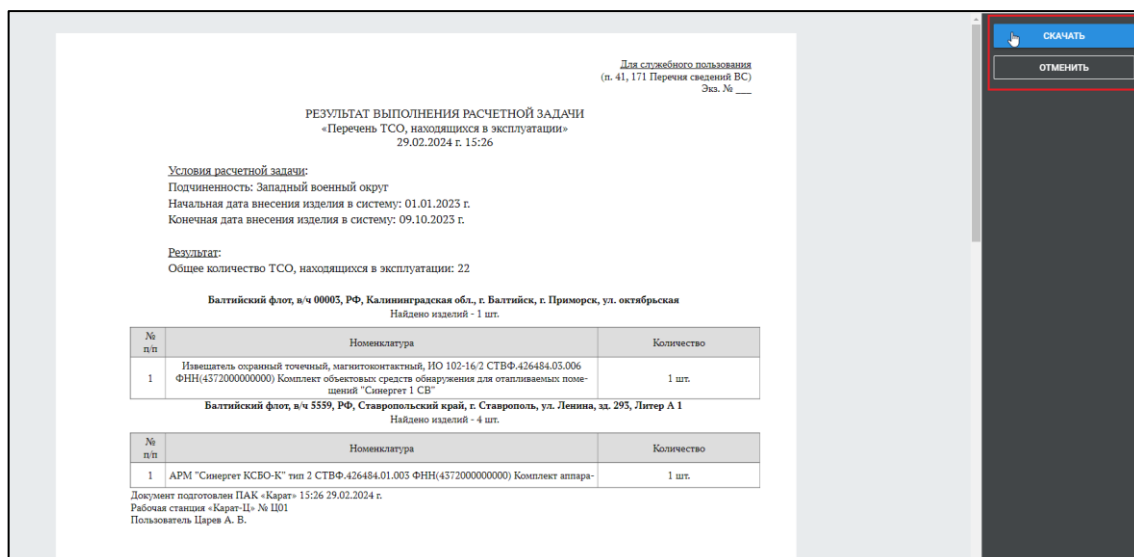 СКАЧАТЬ
ОТМЕНИТЬ
Для служебного пользования
(п. 41, 171 Перечня сведений ВС)
Экз. № ___
РЕЗУЛЬТАТ ВЫПОЛНЕНИЯ РАСЧЕТНОЙ ЗАДАЧИ
«Перечень ТСО, находящихся в эксплуатации»
29.02.2024 г. 15:26
Условия расчетной задачи:
Подчиненность: Западный военный округ
Начальная дата внесения изделия в систему: 01.01.2023 г.
Конечная дата внесения изделия в систему: 09.10.2023 г.
Результат:
Общее количество ТСО, находящихся в эксплуатации: 22
Балтийский флот, в/ч 00003, РФ, Калининградская обл., г. Балтийск, г. Приморск, ул. октябрьская
Найдено изделий - 1 шт.
№ п/п Номенклатура Количество
1 Извещатель охранный точечный, магнитоконтактный, ИО 102-16/2 СТВФ.426484.03.006
ФНН(4372000000000) Комплект объектовых средств обнаружения для отапливаемых поме-
щений "Синергет 1 СВ" 1 шт.
Балтийский флот, в/ч 5559, РФ, Ставропольский край, г. Ставрополь, ул. Ленина, зд. 293, Литер А 1
Найдено изделий - 4 шт.
№ п/п Номенклатура Количество
1 АРМ "Синергет КСБО-К" тип 2 СТВФ.426484.01.003 ФНН(4372000000000) Комплект аппара- 1 шт.
Документ подготовлен ПАК «Карат» 15:26 29.02.2024 г.
Рабочая станция «Карат-Ц» № Ц01
Пользователь Царев А. В.